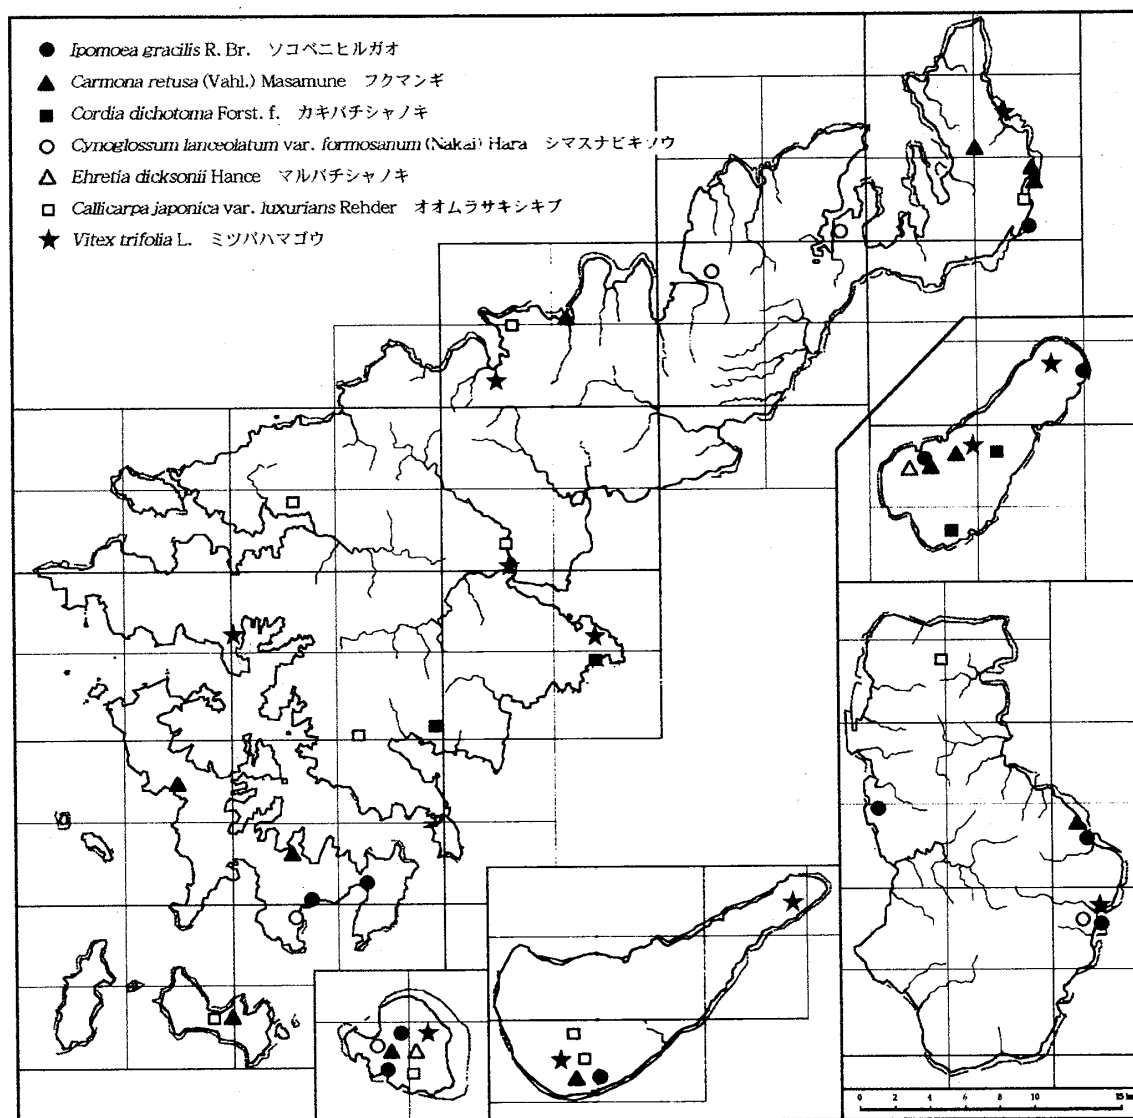 Ipomoea gracilis R. Br. ソコベニヒルガオ
Carmona retusa (Vahl.) Masamune フクマンギ
Cordia dichotoma Forst. f. カキバチシャノキ
Cynoglossum lanceolatum var. formosanum (Nakai) Hara シマスナビキソウ
Ehretia dicksonii Hance マルバチシャノキ
Callicarpa japonica var. luxurians Rehder オオムラサキシキブ
Vitex trifolia L. ミツバハマゴウ
0 2 4 6 8 10 15 km